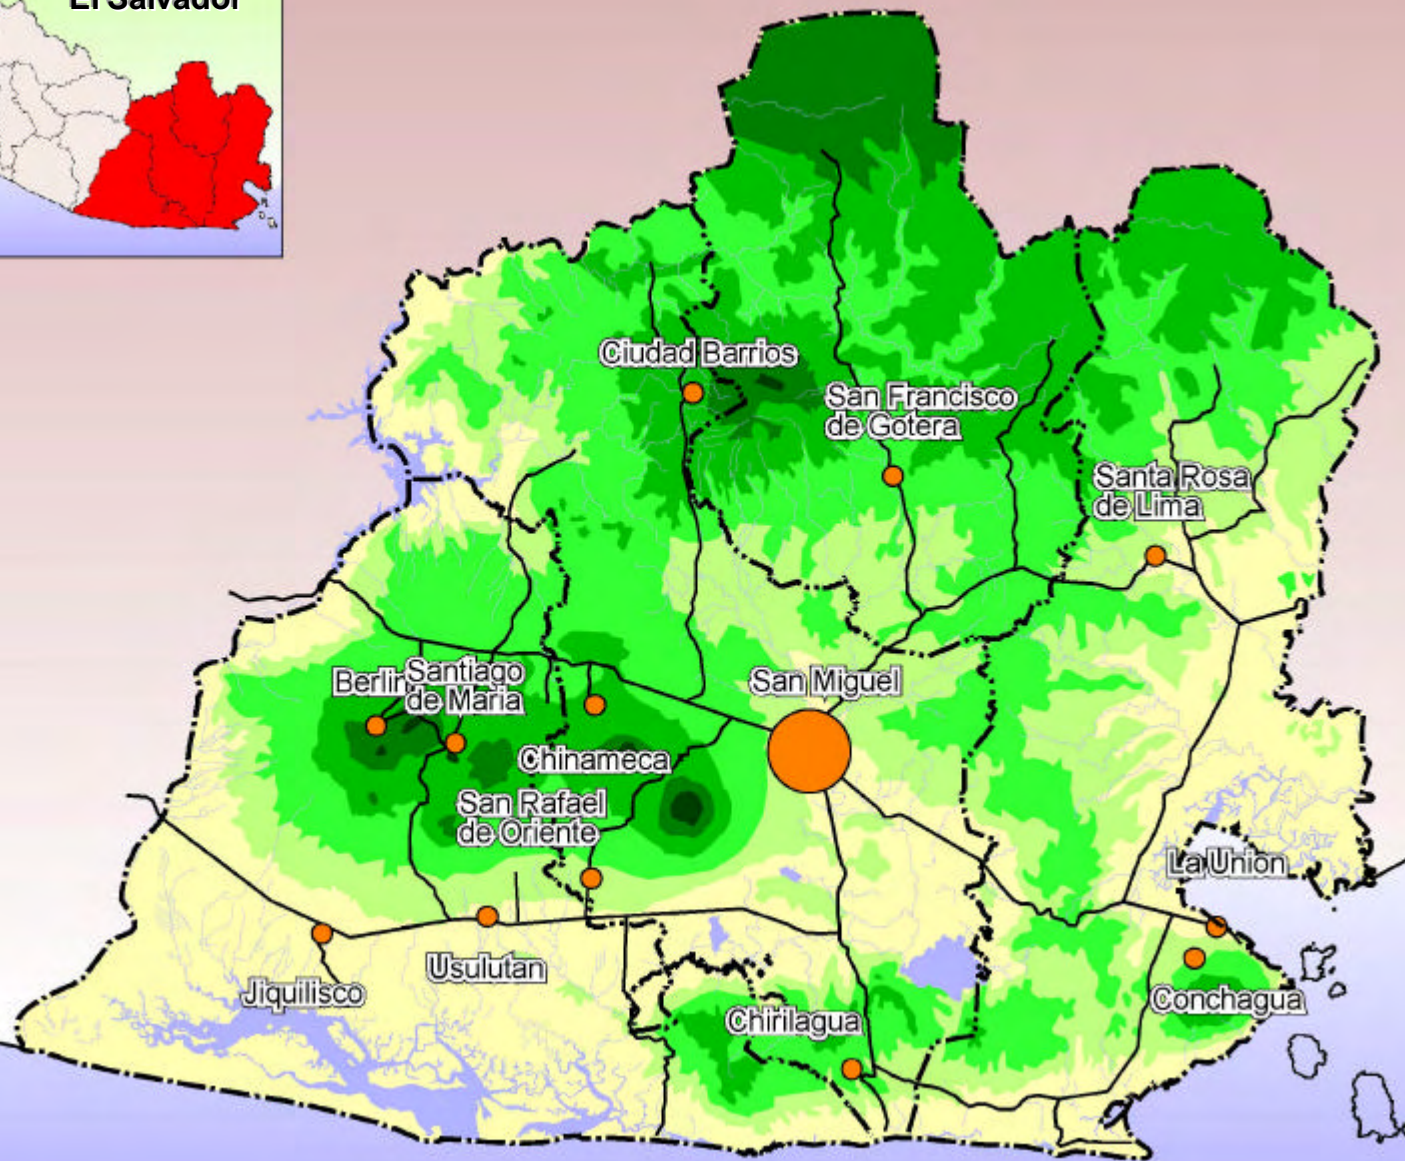 El Salvador
Ciudad Barrios
San Francisco
de Gotera
Santa Rosa
de Lima
Berlin
Santiago
de Maria
San Miguel
Chinameca
San Rafael
de Oriente
La Union
Usulutan
Jiquilisco
Conchagua
Chirilagua